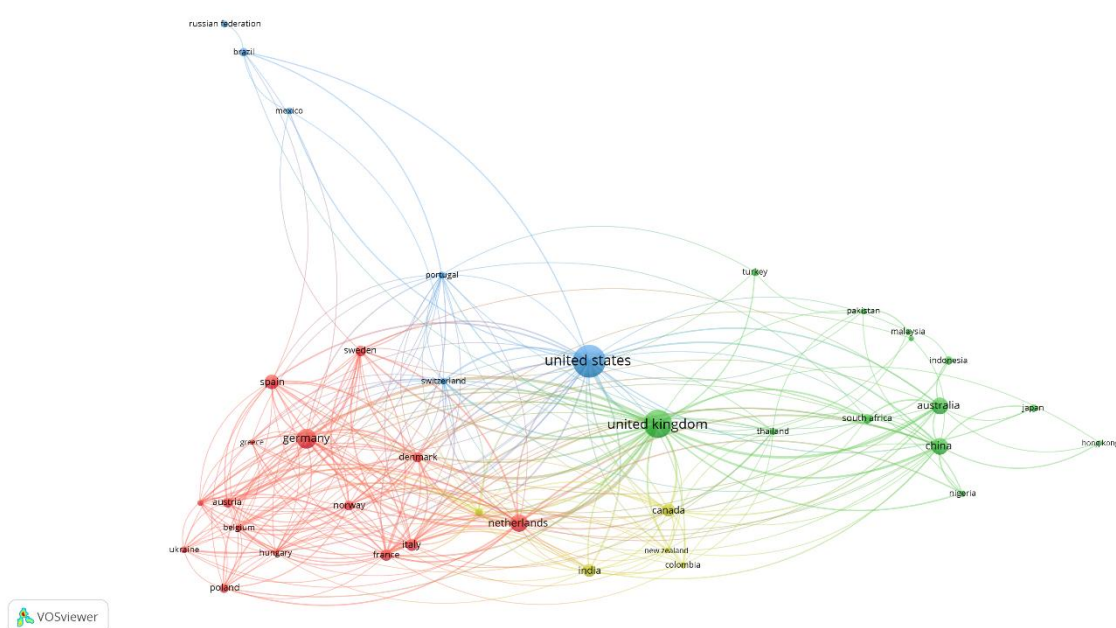 russian federation
brazil
mexico
portugal
turkey
pakistan
malaysia
sweden
united states
indonesia
spain
switzerland
australia
japan
south africa
united kingdom
thailand
germany
greece
china
hong kong
denmark
nigeria
austria
norway
canada
netherlands
belgium
italy
ukraine
hungary
france
new zealand
colombia
india
poland
VOSviewer